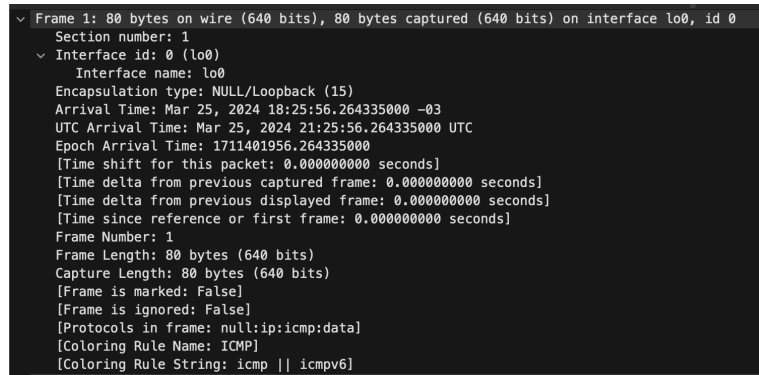 Frame 1: 80 bytes on wire (640 bits), 80 bytes captured (640 bits) on interface lo0, id 0
Section number: 1
Interface id: 0 (lo0)
Interface name: lo0
Encapsulation type: NULL/Loopback (15)
Arrival Time: Mar 25, 2024 18:25:56.264335000 -03
UTC Arrival Time: Mar 25, 2024 21:25:56.264335000 UTC
Epoch Arrival Time: 1711401956.264335000
[Time shift for this packet: 0.000000000 seconds]
[Time delta from previous captured frame: 0.000000000 seconds]
[Time delta from previous displayed frame: 0.000000000 seconds]
[Time since reference or first frame: 0.000000000 seconds]
Frame Number: 1
Frame Length: 80 bytes (640 bits)
Capture Length: 80 bytes (640 bits)
[Frame is marked: False]
[Frame is ignored: False]
[Protocols in frame: null:ip:icmp:data]
[Coloring Rule Name: ICMP]
[Coloring Rule String: icmp || icmpv6]